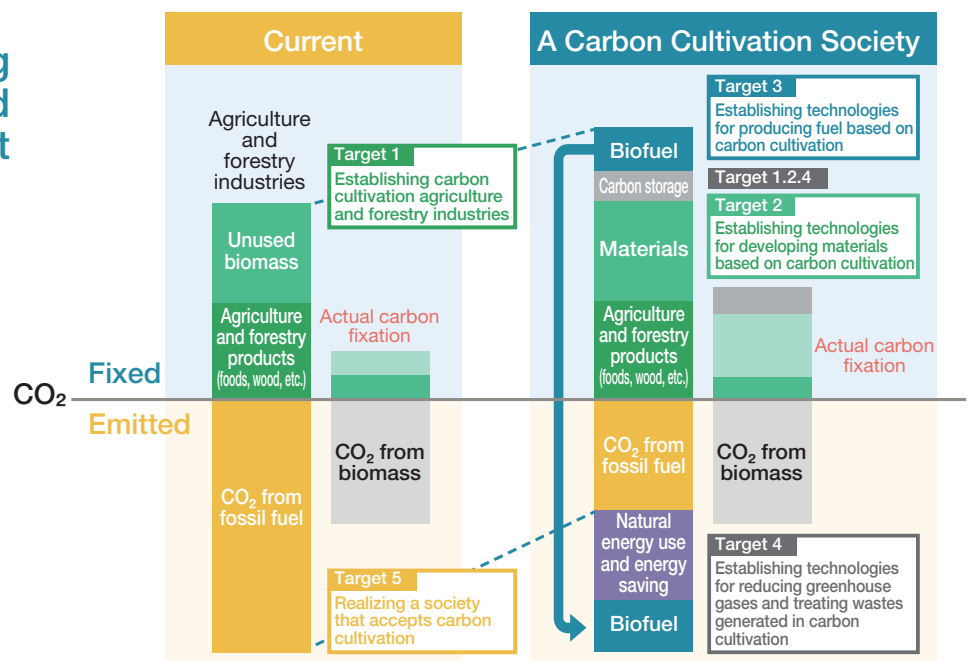 g
d
t
Current
A Carbon Cultivation Society
Agriculture
and
forestry
industries
Target 1
Establishing carbon
cultivation agriculture
and forestry industries
Unused
biomass
Agriculture
and forestry
products
(foods, wood, etc.)
Actual carbon
fixation
CO₂
Fixed
Emitted
CO₂ from
fossil fuel
CO₂ from
biomass
Target 5
Realizing a society
that accepts carbon
cultivation
Biofuel
Carbon storage
Materials
Agriculture
and forestry
products
(foods, wood, etc.)
CO₂ from
fossil fuel
Natural
energy use
and energy
saving
Biofuel
Target 3
Establishing technologies
for producing fuel based on
carbon cultivation
Target 1.2.4
Target 2
Establishing technologies
for developing materials
based on carbon cultivation
Actual carbon
fixation
CO₂ from
biomass
Target 4
Establishing technologies
for reducing greenhouse
gases and treating wastes
generated in carbon
cultivation